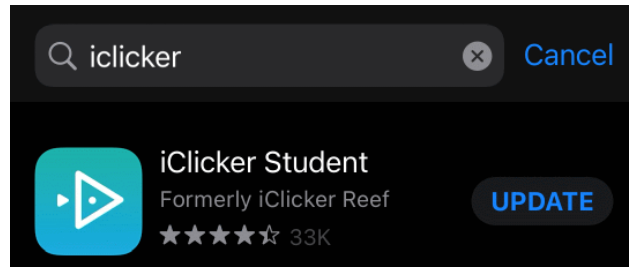 iclicker Cancel
iClicker Student
Formerly iClicker Reef
UPDATE
33K